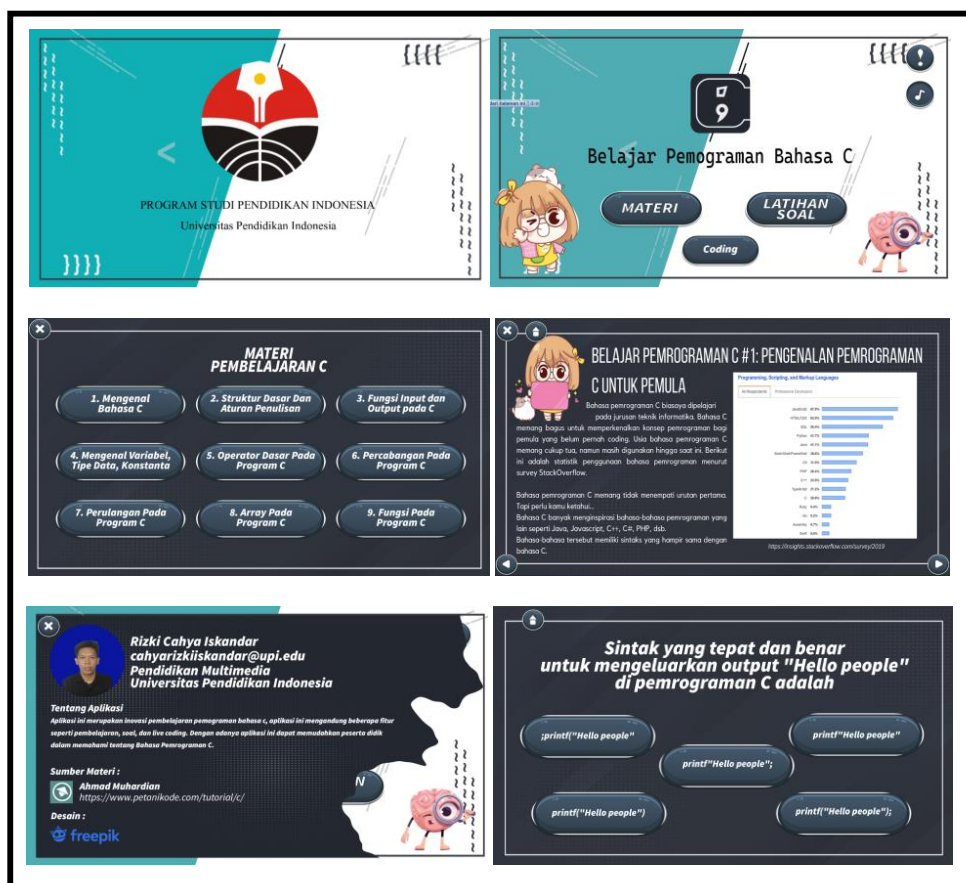 PROGRAM STUDI PENDIDIKAN INDONESIA
Universitas Pendidikan Indonesia
Belajar Pemograman Bahasa C
MATERI
LATIHAN
SOAL
Coding
MATERI
PEMBELAJARAN C
1. Mengenal
Bahasa C
2. Struktur Dasar Dan
Aturan Penulisan
3. Fungsi Input dan
Output pada C
4. Mengenal Variabel,
Tipe Data, Konstanta
5. Operator Dasar Pada
Program C
6. Percabangan Pada
Program C
7. Perulangan Pada
Program C
8. Array Pada
Program C
9. Fungsi Pada
Program C
BELAJAR PEMROGRAMAN C #1: PENGENALAN PEMROGRAMAN
C UNTUK PEMULA
Bahasa pemrograman C biasaya dipelajari
pada jurusan teknik informatika. Bahasa C
memang bagus untuk memperkenalkan konsep pemrograman bagi
pemula yang belum pernah coding. Usia bahasa pemrograman C
memang cukup tua, namun masih digunakan hingga saat ini. Berikut
ini adalah statistik penggunaan bahasa pemrograman menurut
survey StackOverflow.
Bahasa pemrograman C memang tidak menempati urutan pertama.
Tapi perlu kamu ketahui...
Bahasa C banyak menginspirasi bahasa-bahasa pemrograman yang
lain seperti Java, Javascript, C++, C#, PHP, dsb.
Bahasa-bahasa tersebut memiliki sintaks yang hampir sama dengan
bahasa C.
Programming, Scripting, and Markup Languages
https://insights.stackoverflow.com/survey/2019
Rizki Cahya Iskandar
cahyarizkiiskandar@upi.edu
Pendidikan Multimedia
Universitas Pendidikan Indonesia
Tentang Aplikasi
Aplikasi ini merupakan inovasi pembelajaran pemograman bahasa c, aplikasi ini mengandung beberapa fitur
seperti pembelajaran, soal, dan live coding. Dengan adanya aplikasi ini dapat memudahkan peserta didik
dalam memahami tentang Bahasa Pemrograman C.
Sumber Materi :
Ahmad Muhardian
https://www.petanikode.com/tutorial/c/
Desain :
freepik
N
Sintak yang tepat dan benar
untuk mengeluarkan output "Hello people"
di pemrograman C adalah
;printf("Hello people"
printf"Hello people"
printf"Hello people";
printf("Hello people")
printf("Hello people");